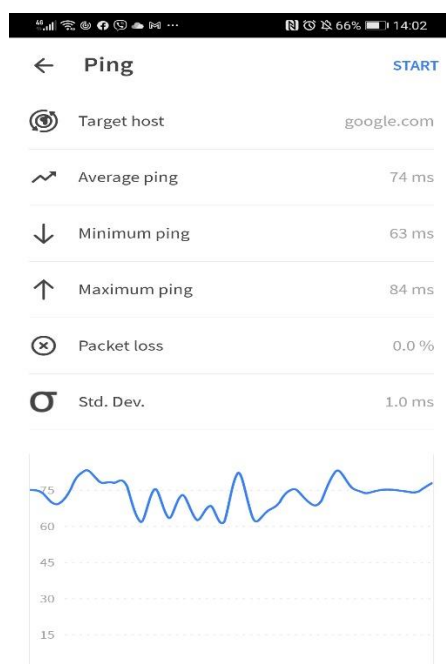 46 66% 14:02
Ping START
Target host google.com
Average ping 74 ms
Minimum ping 63 ms
Maximum ping 84 ms
Packet loss 0.0 %
σ Std. Dev. 1.0 ms
75
60
45
30
15